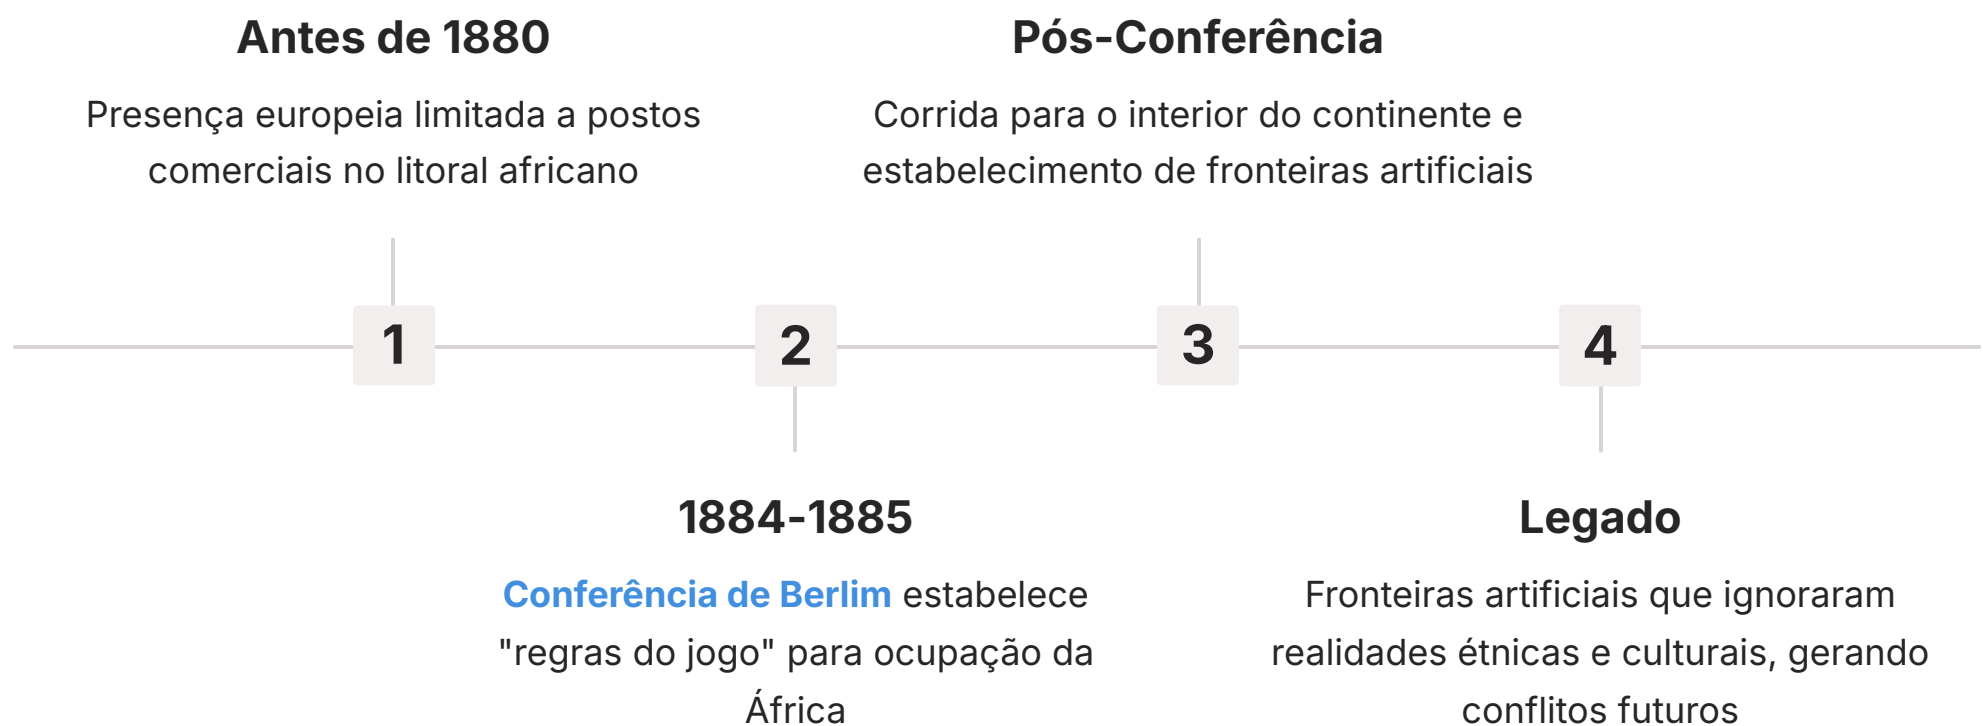 Antes de 1880
Presença europeia limitada a postos
comerciais no litoral africano
Pós-Conferência
Corrida para o interior do continente e
estabelecimento de fronteiras artificiais
1
2
3
4
1884-1885
Conferência de Berlim estabelece
"regras do jogo" para ocupação da
África
Legado
Fronteiras artificiais que ignoraram
realidades étnicas e culturais, gerando
conflitos futuros